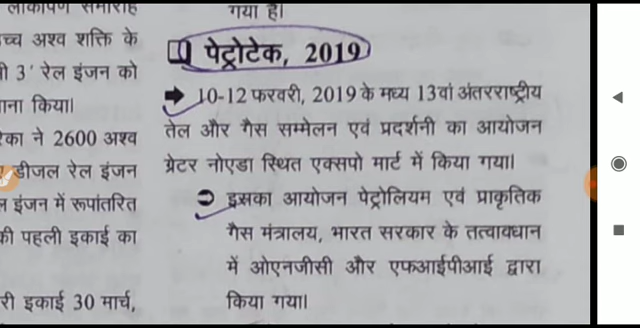 लोकार्पण समारोह
उच्च अश्व शक्ति के
3' रेल इंजन को
किया।
ने 2600 अश्व
डीजल रेल इंजन
इंजन में रूपांतरित
की पहली इकाई का
इकाई 30 मार्च,
गया है।
पेट्रोटेक, 2019
➡ 10-12 फरवरी, 2019 के मध्य 13वां अंतरराष्ट्रीय
तेल और गैस सम्मेलन एवं प्रदर्शनी का आयोजन
ग्रेटर नोएडा स्थित एक्सपो मार्ट में किया गया।
➲ इसका आयोजन पेट्रोलियम एवं प्राकृतिक
गैस मंत्रालय, भारत सरकार के तत्वावधान
में ओएनजीसी और एफआईपीआई द्वारा
किया गया।